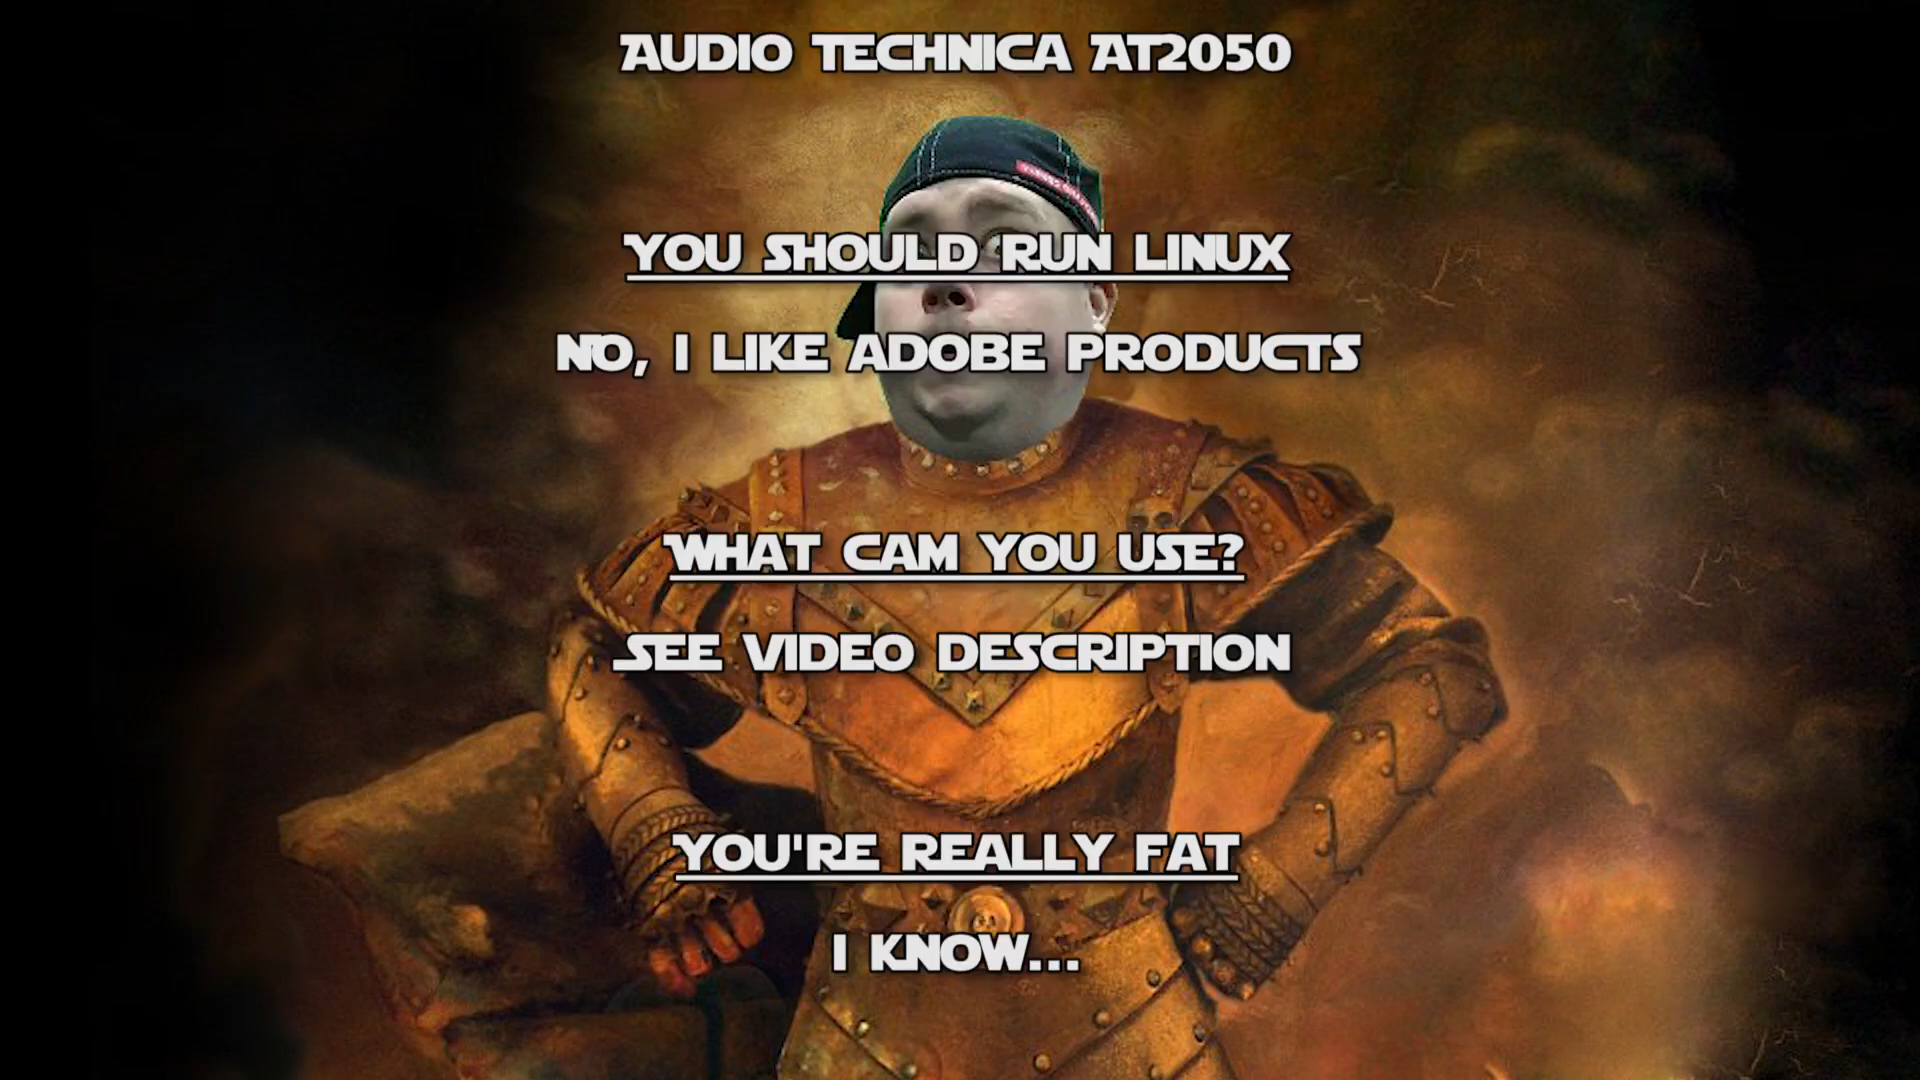 AUDIO TECHNICA AT2050
YOU SHOULD RUN LINUX
NO, I LIKE ADOBE PRODUCTS
WHAT CAM YOU USE?
SEE VIDEO DESCRIPTION
YOU'RE REALLY FAT
I KNOW...